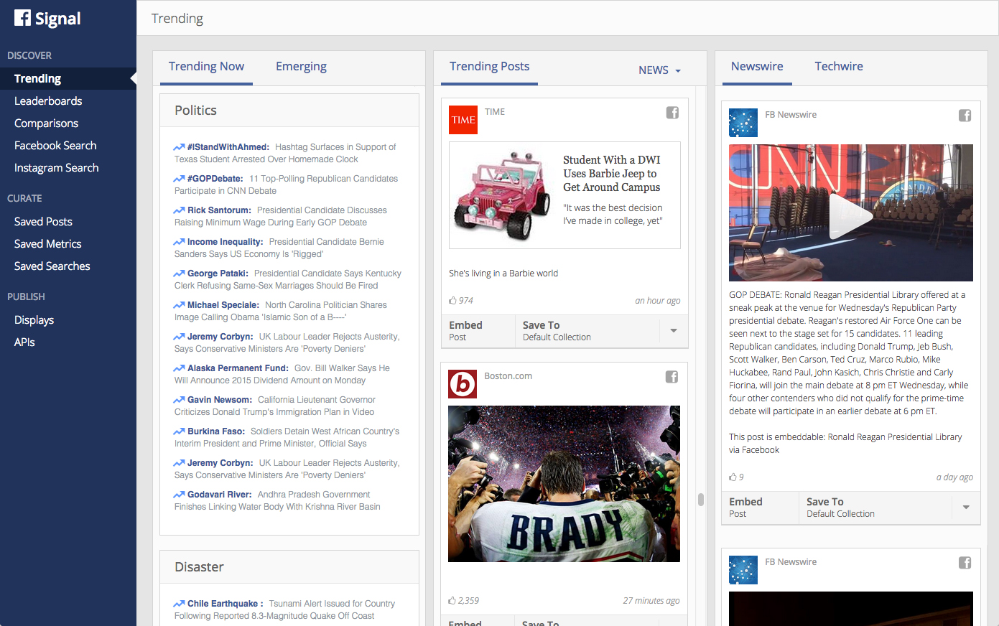 Signal
DISCOVER
Trending
Leaderboards
Comparisons
Facebook Search
Instagram Search
CURATE
Saved Posts
Saved Metrics
Saved Searches
PUBLISH
Displays
APIs
Trending
Trending Now
Emerging
Politics
#IStandWithAhmed: Hashtag Surfaces in Support of
Texas Student Arrested Over Homemade Clock
#GOPDebate: 11 Top-Polling Republican Candidates
Participate in CNN Debate
Rick Santorum: Presidential Candidate Discusses
Raising Minimum Wage During Early GOP Debate
Income Inequality: Presidential Candidate Bernie
Sanders Says US Economy Is 'Rigged'
George Pataki: Presidential Candidate Says Kentucky
Clerk Refusing Same-Sex Marriages Should Be Fired
Michael Speciale: North Carolina Politician Shares
Image Calling Obama 'Islamic Son of a B----'
Jeremy Corbyn: UK Labour Leader Rejects Austerity,
Says Conservative Ministers Are 'Poverty Deniers'
Alaska Permanent Fund: Gov. Bill Walker Says He
Will Announce 2015 Dividend Amount on Monday
Gavin Newsom: California Lieutenant Governor
Criticizes Donald Trump's Immigration Plan in Video
Burkina Faso: Soldiers Detain West African Country's
Interim President and Prime Minister, Official Says
Jeremy Corbyn: UK Labour Leader Rejects Austerity,
Says Conservative Ministers Are 'Poverty Deniers'
Godavari River: Andhra Pradesh Government
Finishes Linking Water Body With Krishna River Basin
Disaster
Chile Earthquake : Tsunami Alert Issued for Country
Following Reported 8.3-Magnitude Quake Off Coast
Trending Posts
NEWS
TIME
TIME
Student With a DWI
Uses Barbie Jeep to
Get Around Campus
"It was the best decision
I've made in college, yet"
She's living in a Barbie world
974
an hour ago
Embed
Post
Save To
Default Collection
b
Boston.com
BRADY
2,359
27 minutes ago
Embed
Save To
Newswire
Techwire
FB Newswire
CNN
GOP DEBATE: Ronald Reagan Presidential Library offered at a
sneak peak at the venue for Wednesday's Republican Party
presidential debate. Reagan's restored Air Force One can be
seen next to the stage set for 15 candidates. 11 leading
Republican candidates, including Donald Trump, Jeb Bush,
Scott Walker, Ben Carson, Ted Cruz, Marco Rubio, Mike
Huckabee, Rand Paul, John Kasich, Chris Christie and Carly
Fiorina, will join the main debate at 8 pm ET Wednesday, while
four other contenders who did not qualify for the prime-time
debate will participate in an earlier debate at 6 pm ET.
This post is embeddable: Ronald Reagan Presidential Library
via Facebook
9
a day ago
Embed
Post
Save To
Default Collection
FB Newswire